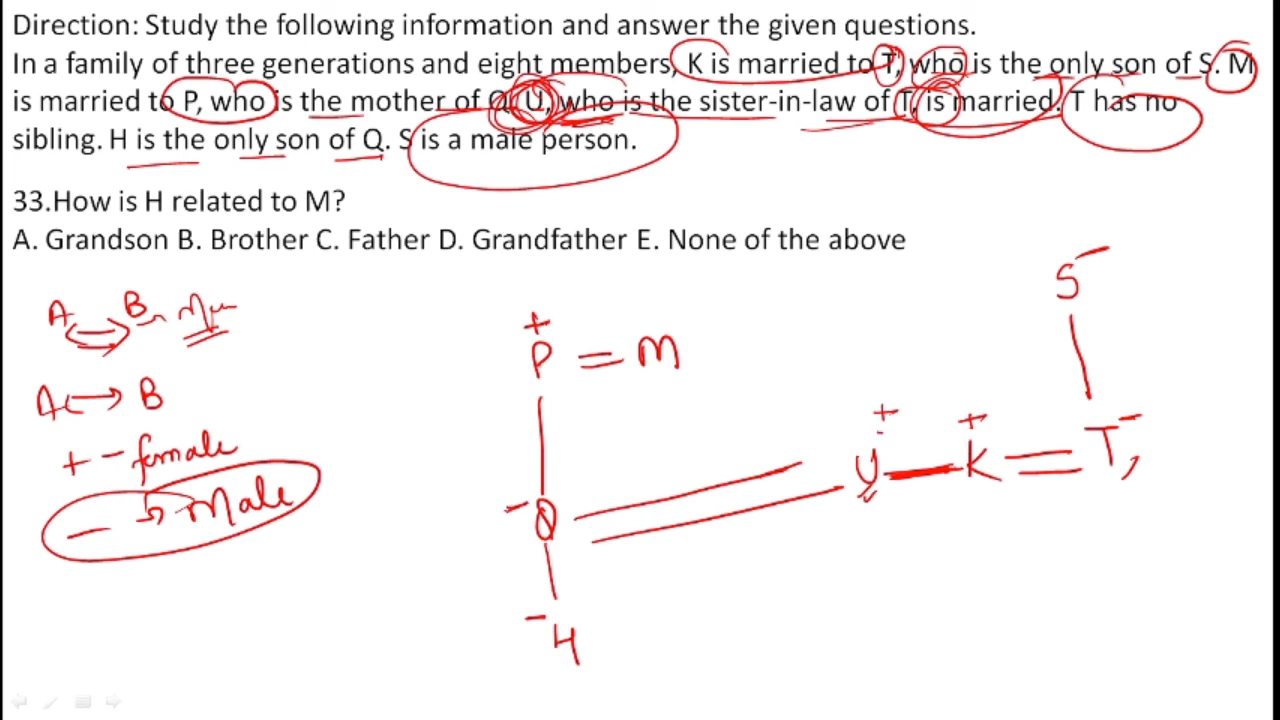 Direction: Study the following information and answer the given questions.
In a family of three generations and eight members, K is married to T, who is the only son of S. M
is married to P, who is the mother of Q. U, who is the sister-in-law of T, is married. T has no
sibling. H is the only son of Q. S is a male person.
33.How is H related to M?
A. Grandson B. Brother C. Father D. Grandfather E. None of the above
S -
A B
+
P = M
A B
+ +
U K = T,
+ - female
- Male
- Q
- H